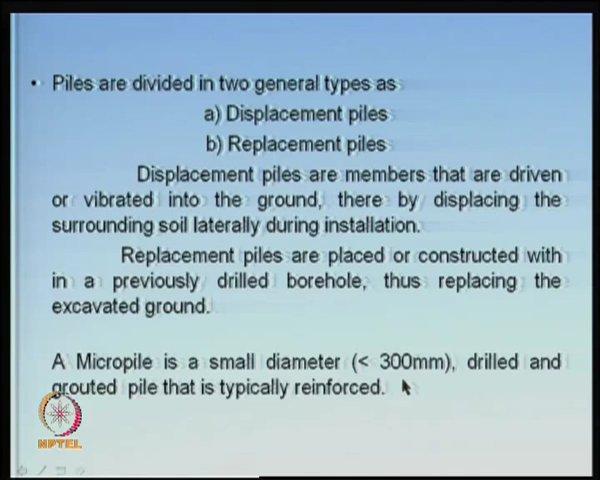 • Piles are divided in two general types as
a) Displacement piles
b) Replacement piles
Displacement piles are members that are driven
or vibrated into the ground, there by displacing the
surrounding soil laterally during installation.
Replacement piles are placed or constructed with
in a previously drilled borehole, thus replacing the
excavated ground.
A Micropile is a small diameter (< 300mm), drilled and
grouted pile that is typically reinforced.
NPTEL